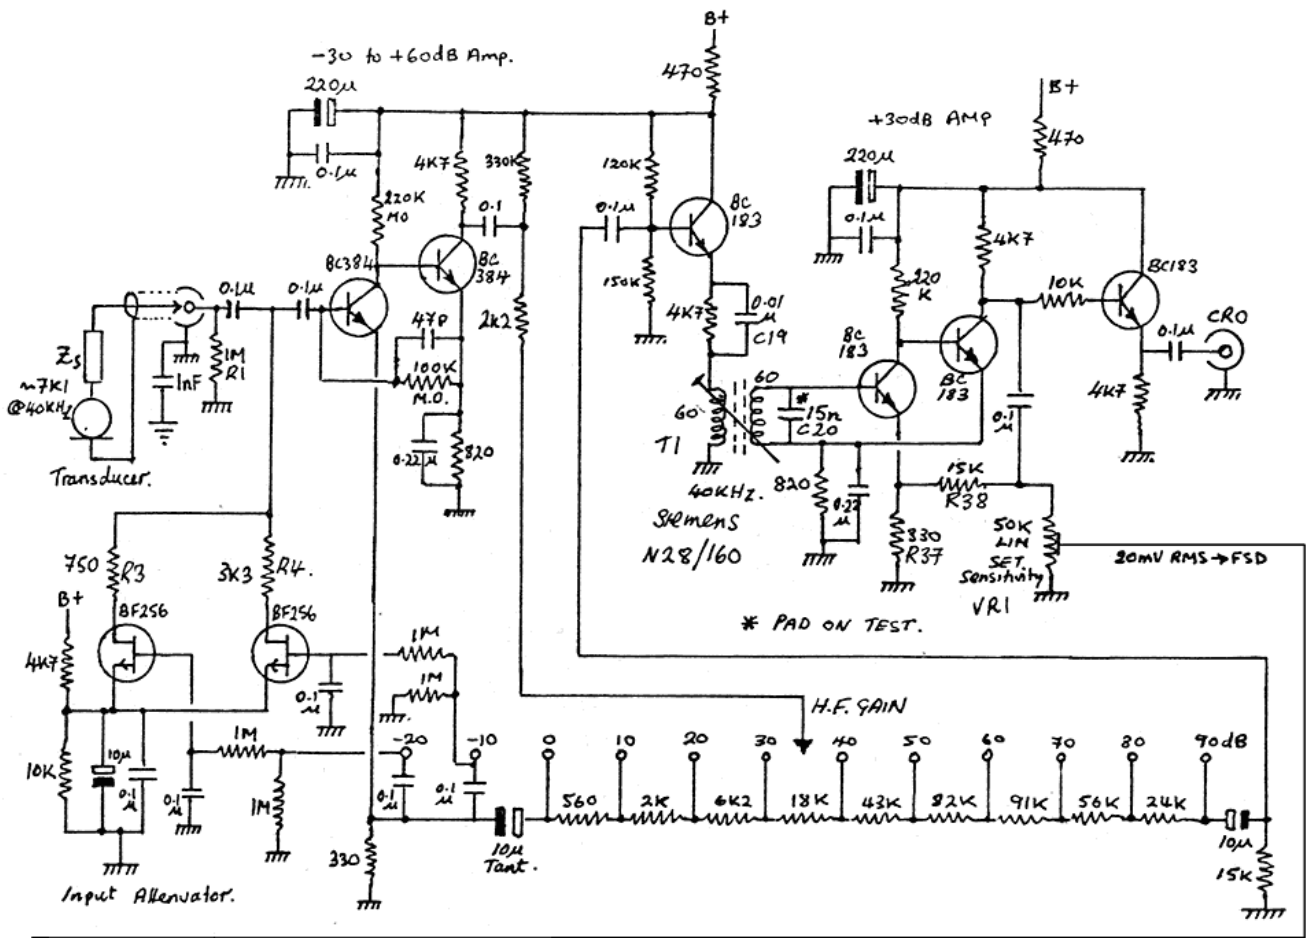 -30 to +60dB Amp.
220µ
0.1µ
B+
470
4K7
330K
120K
0.1µ
BC
183
220K
MO
0.1
BC
384
BC384
0.1µ
0.1µ
47P
2K2
150K
4K7
0.01
µ
C19
Zs
~7K1
@40KHz
1nF
1M
R1
100K
M.O.
0.22µ
820
Transducer.
60
60
T1
*
15n
C20
40KHz.
Siemens
N28/160
820
0.22
µ
+30dB AMP
B+
470
220µ
0.1µ
4K7
220
K
10K
BC183
BC
183
BC
183
0.1
µ
0.1µ
CRO
4K7
15K
R38
330
R37
50K
LIN
SET
Sensitivity
VR1
20mV RMS→FSD
* PAD ON TEST.
750
R3
3K3
R4.
B+
BF256
BF256
4K7
1M
1M
0.1
µ
H.F. GAIN
1M
-20
-10
0
10
20
30
40
50
60
70
80
90dB
10K
10µ
0.1
µ
0.1
µ
1M
0.1
µ
0.1
µ
560
2K
6K2
18K
43K
82K
91K
56K
24K
10µ
Tant.
10µ
330
15K
Input Attenuator.